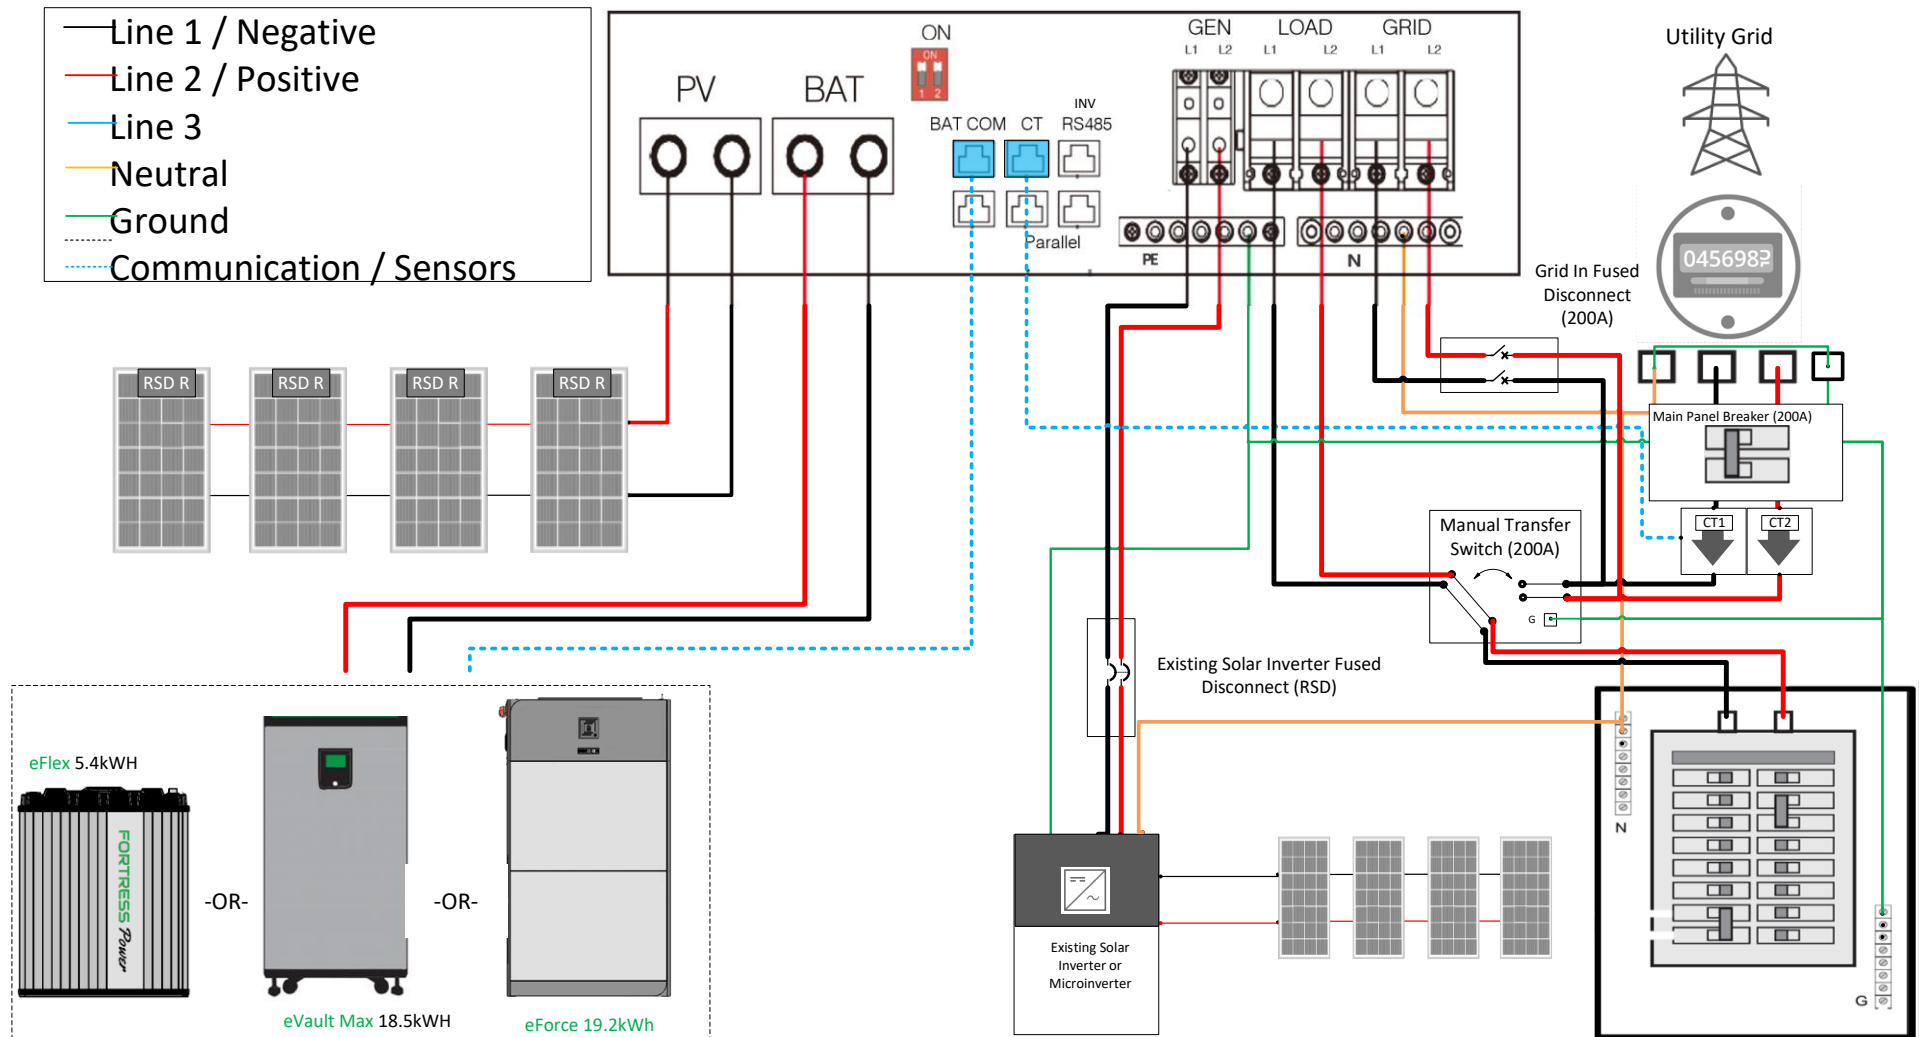 Line 1 / Negative
Line 2 / Positive
Line 3
Neutral
Ground
Communication / Sensors
PV
BAT
ON
ON
1 2
BAT COM
CT
INV
RS485
Parallel
GEN
LOAD
GRID
L1
L2
L1
L2
L1
L2
PE
N
Utility Grid
Grid In Fused
Disconnect
(200A)
Main Panel Breaker (200A)
CT1
CT2
Manual Transfer
Switch (200A)
G
RSD R
RSD R
RSD R
RSD R
Existing Solar Inverter Fused
Disconnect (RSD)
eFlex 5.4kWH
FORTRESS Power
-OR-
eVault Max 18.5kWH
-OR-
eForce 19.2kWh
Existing Solar
Inverter or
Microinverter
N
G